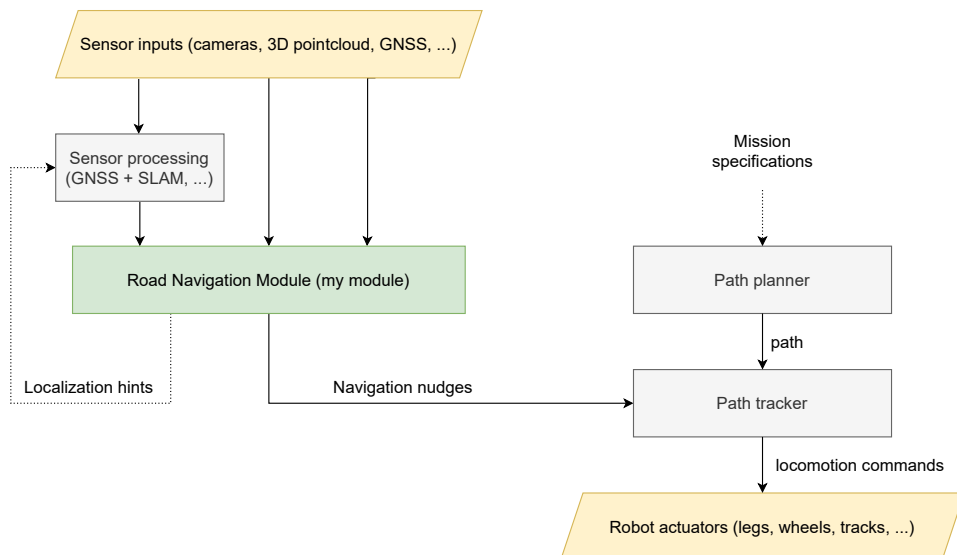 Sensor inputs (cameras, 3D pointcloud, GNSS, ...)
Sensor processing
(GNSS + SLAM, ...)
Mission
specifications
Road Navigation Module (my module)
Path planner
path
Localization hints
Navigation nudges
Path tracker
locomotion commands
Robot actuators (legs, wheels, tracks, ...)